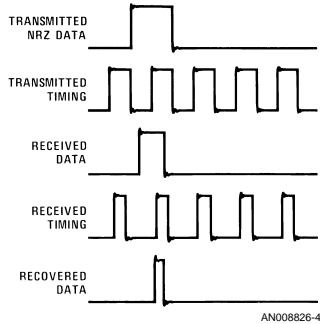 TRANSMITTED
NRZ DATA
TRANSMITTED
TIMING
RECEIVED
DATA
RECEIVED
TIMING
RECOVERED
DATA
AN008826-4